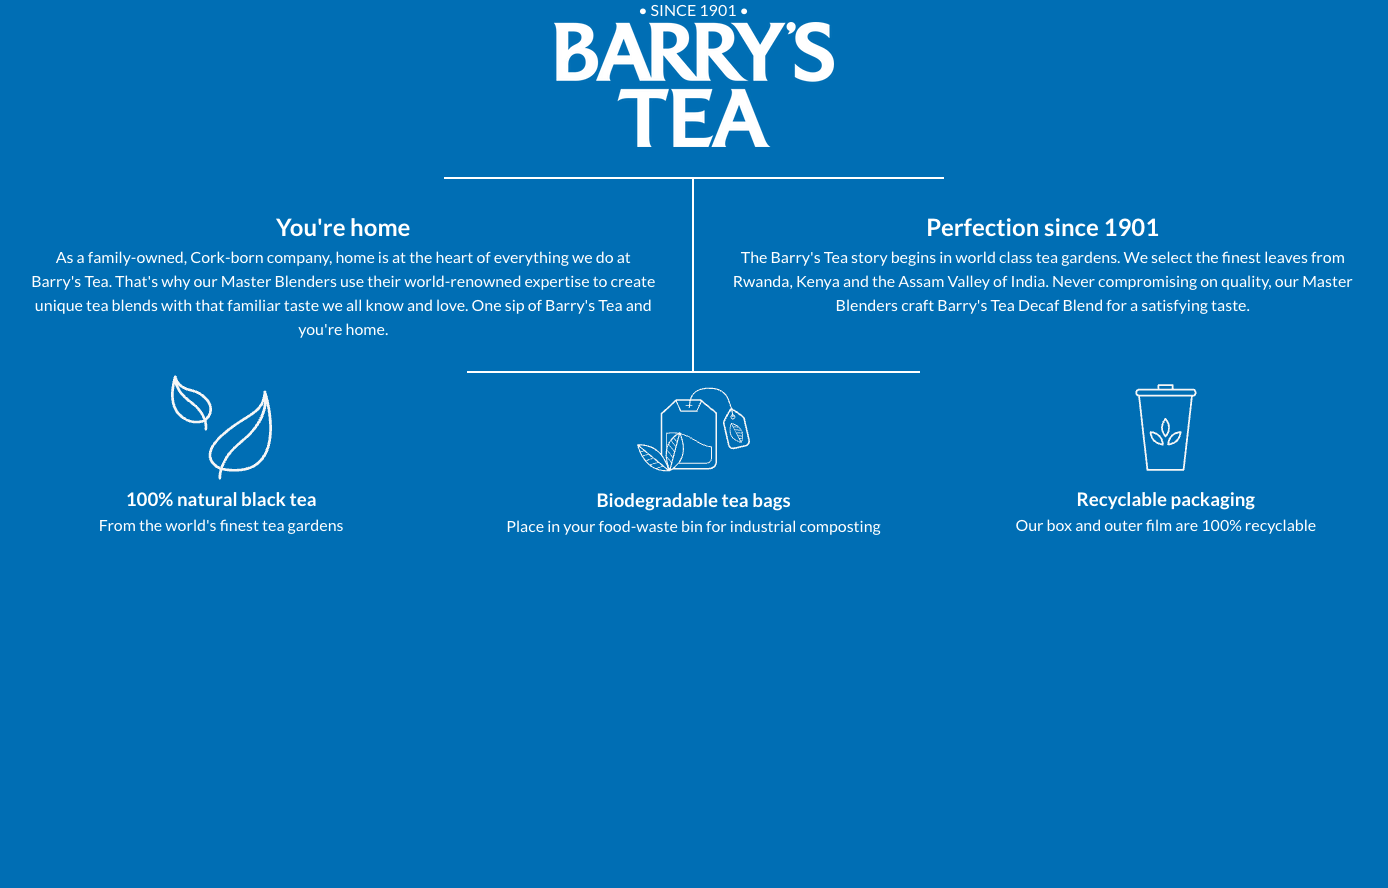 • SINCE 1901 •
BARRY'S
TEA
You're home
As a family-owned, Cork-born company, home is at the heart of everything we do at
Barry's Tea. That's why our Master Blenders use their world-renowned expertise to create
unique tea blends with that familiar taste we all know and love. One sip of Barry's Tea and
you're home.
Perfection since 1901
The Barry's Tea story begins in world class tea gardens. We select the finest leaves from
Rwanda, Kenya and the Assam Valley of India. Never compromising on quality, our Master
Blenders craft Barry's Tea Decaf Blend for a satisfying taste.
100% natural black tea
From the world's finest tea gardens
Biodegradable tea bags
Place in your food-waste bin for industrial composting
Recyclable packaging
Our box and outer film are 100% recyclable